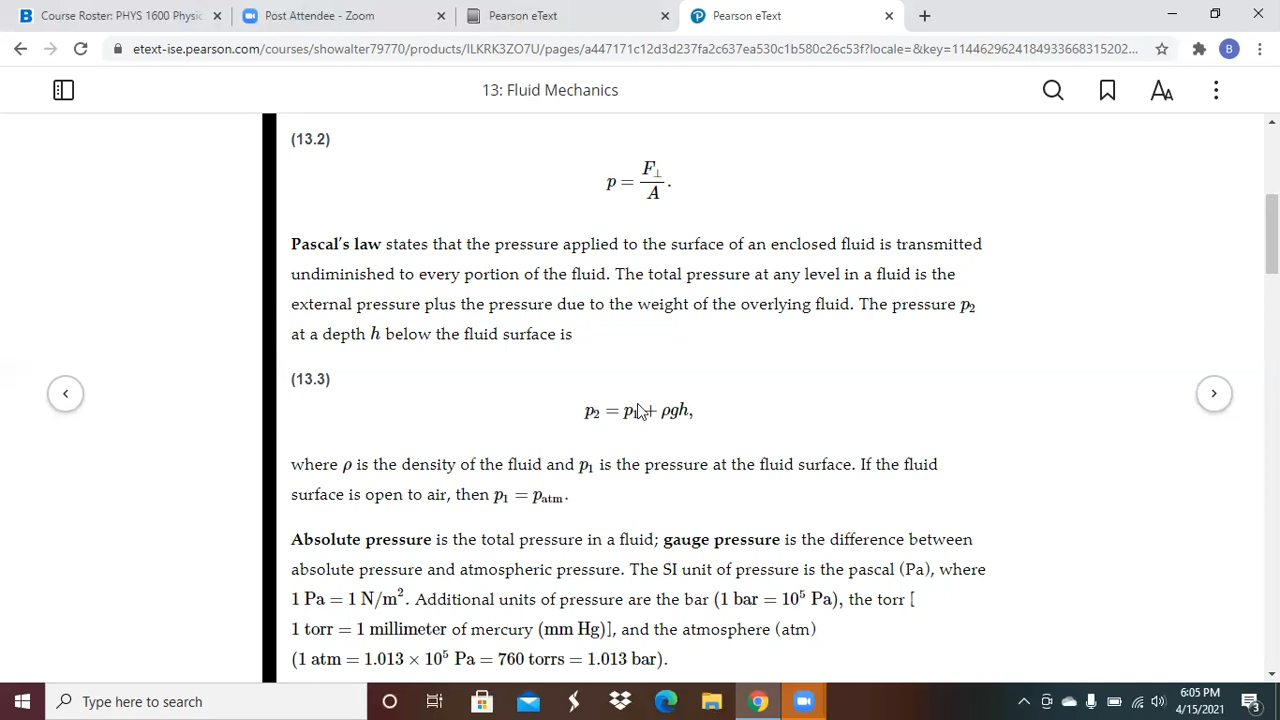 Course Roster: PHYS 1600 Physic
Post Attendee - Zoom
Pearson eText
Pearson eText
etext-ise.pearson.com/courses/showalter79770/products/ILKRK3ZO7U/pages/a447171c12d3d237fa2c637ea530c1b580c26c53f?locale=&key=11446296241849336683152​02...
B
13: Fluid Mechanics
(13.2)
p = F⊥/A.
Pascal's law states that the pressure applied to the surface of an enclosed fluid is transmitted
undiminished to every portion of the fluid. The total pressure at any level in a fluid is the
external pressure plus the pressure due to the weight of the overlying fluid. The pressure p₂
at a depth h below the fluid surface is
(13.3)
p₂ = p₁ + ρgh,
where ρ is the density of the fluid and p₁ is the pressure at the fluid surface. If the fluid
surface is open to air, then p₁ = pₐₜₘ.
Absolute pressure is the total pressure in a fluid; gauge pressure is the difference between
absolute pressure and atmospheric pressure. The SI unit of pressure is the pascal (Pa), where
1 Pa = 1 N/m². Additional units of pressure are the bar (1 bar = 10⁵ Pa), the torr [
1 torr = 1 millimeter of mercury (mm Hg)], and the atmosphere (atm)
(1 atm = 1.013 × 10⁵ Pa = 760 torrs = 1.013 bar).
Type here to search
6:05 PM
4/15/2021
3